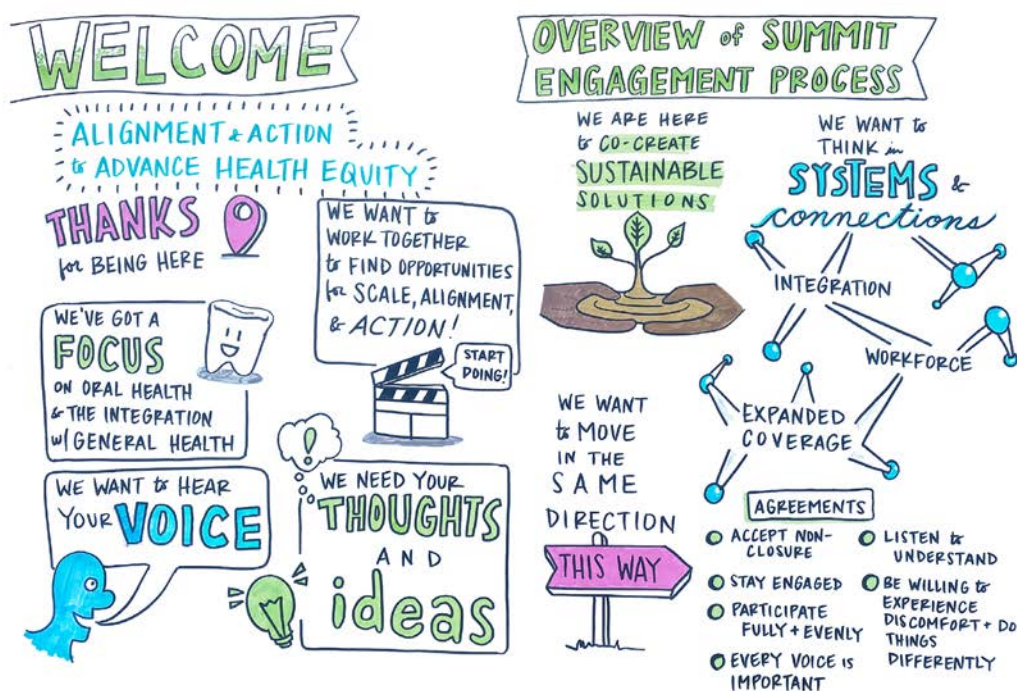 WELCOME
ALIGNMENT & ACTION
to ADVANCE HEALTH EQUITY
THANKS
for BEING HERE
WE WANT to
WORK TOGETHER
to FIND OPPORTUNITIES
for SCALE, ALIGNMENT,
& ACTION!
START
DOING!
WE'VE GOT A
FOCUS
ON ORAL HEALTH
& THE INTEGRATION
w/ GENERAL HEALTH
WE WANT to HEAR
YOUR VOICE
!
WE NEED YOUR
THOUGHTS
AND
ideas
OVERVIEW of SUMMIT
ENGAGEMENT PROCESS
WE ARE HERE
to CO-CREATE
SUSTAINABLE
SOLUTIONS
WE WANT to
THINK in
SYSTEMS &
connections
INTEGRATION
WORKFORCE
EXPANDED
COVERAGE
WE WANT
to MOVE
IN THE
SAME
DIRECTION
THIS WAY
AGREEMENTS
ACCEPT NON-
CLOSURE
STAY ENGAGED
PARTICIPATE
FULLY + EVENLY
EVERY VOICE IS
IMPORTANT
LISTEN to
UNDERSTAND
BE WILLING to
EXPERIENCE
DISCOMFORT + DO
THINGS
DIFFERENTLY